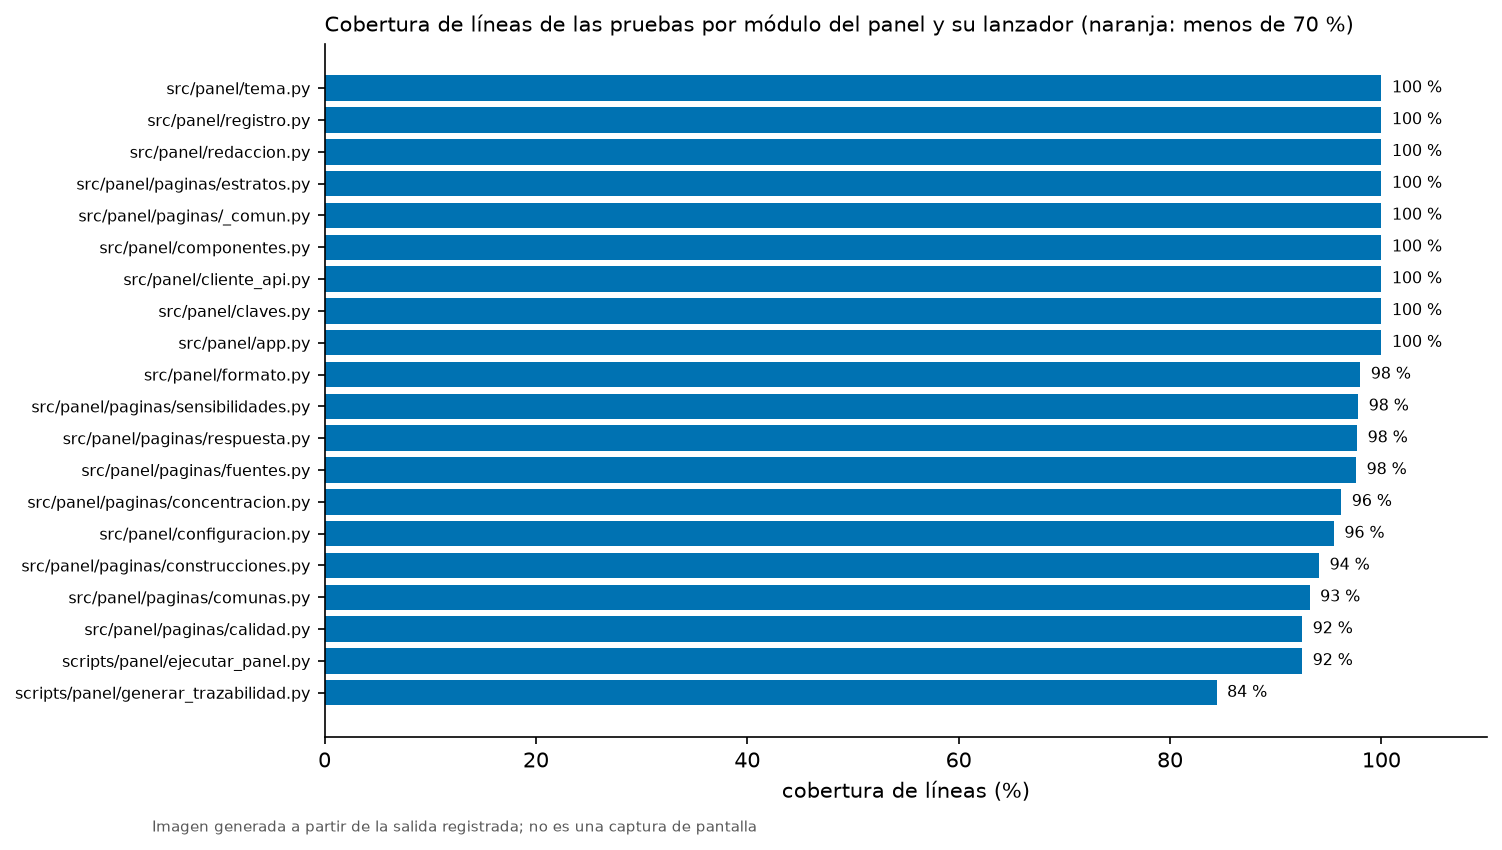 Cobertura de líneas de las pruebas por módulo del panel y su lanzador (naranja: menos de 70 %)
src/panel/tema.py 100 %
src/panel/registro.py 100 %
src/panel/redaccion.py 100 %
src/panel/paginas/estratos.py 100 %
src/panel/paginas/_comun.py 100 %
src/panel/componentes.py 100 %
src/panel/cliente_api.py 100 %
src/panel/claves.py 100 %
src/panel/app.py 100 %
src/panel/formato.py 98 %
src/panel/paginas/sensibilidades.py 98 %
src/panel/paginas/respuesta.py 98 %
src/panel/paginas/fuentes.py 98 %
src/panel/paginas/concentracion.py 96 %
src/panel/configuracion.py 96 %
src/panel/paginas/construcciones.py 94 %
src/panel/paginas/comunas.py 93 %
src/panel/paginas/calidad.py 92 %
scripts/panel/ejecutar_panel.py 92 %
scripts/panel/generar_trazabilidad.py 84 %
0 20 40 60 80 100
cobertura de líneas (%)
Imagen generada a partir de la salida registrada; no es una captura de pantalla